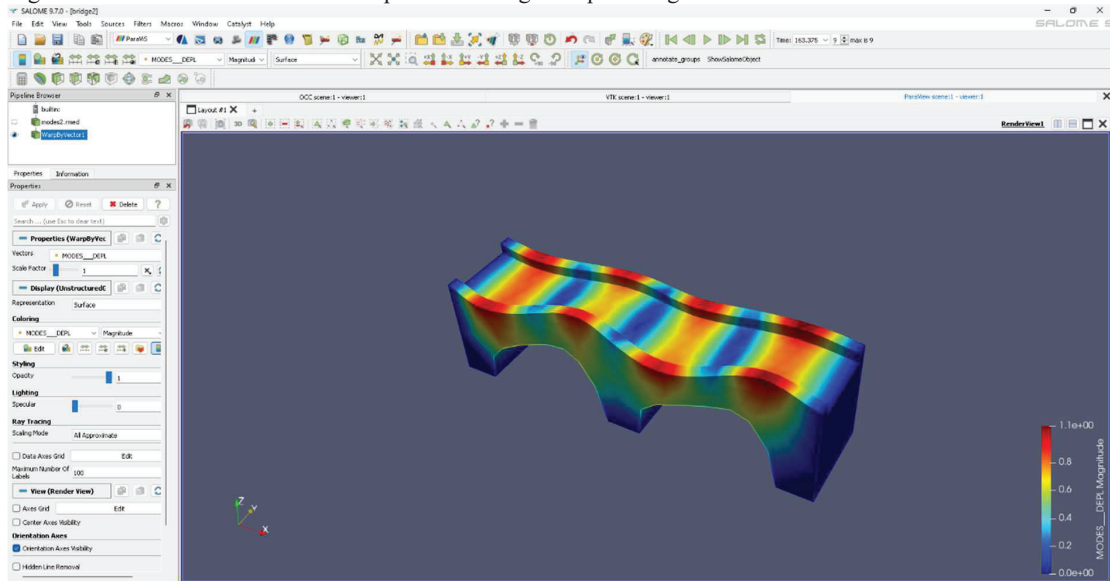 SALOME 9.7.0 - [bridge2]
File Edit View Tools Sources Filters Macros Window Catalyst Help
SALOME 9
ParaViS
Time: 163.375 9 max is 9
MODES__DEPL Magnitud Surface annotate_groups ShowSalomeObject
Pipeline Browser
builtin:
modes2.rmed
WarpByVector1
OCC scene:1 - viewer:1 VTK scene:1 - viewer:1 ParaView scene:1 - viewer:1
Layout #1
3D
RenderView1
Properties Information
Properties
Apply Reset Delete ?
Search ... (use Esc to clear text)
Properties (WarpByVec
Vectors MODES__DEPL
Scale Factor 1
Display (UnstructuredC
Representation Surface
Coloring
MODES__DEPL Magnitude
Edit
Styling
Opacity 1
Lighting
Specular 0
Ray Tracing
Scaling Mode All Approximate
Data Axes Grid Edit
Maximum Number Of Labels 100
View (Render View)
Axes Grid Edit
Center Axes Visibility
Orientation Axes
Orientation Axes Visibility
Hidden Line Removal
Z
Y
X
1.1e+00
0.8
0.6
0.4
0.2
0.0e+00
MODES__DEPL Magnitude